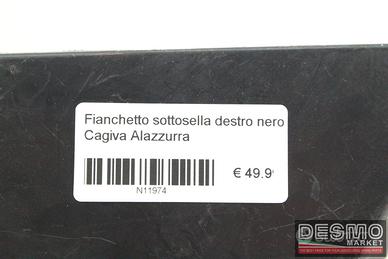 Fianchetto sottosella destro nero
Cagiva Alazzurra
€ 49.9
N11974
DESMO
MARKET